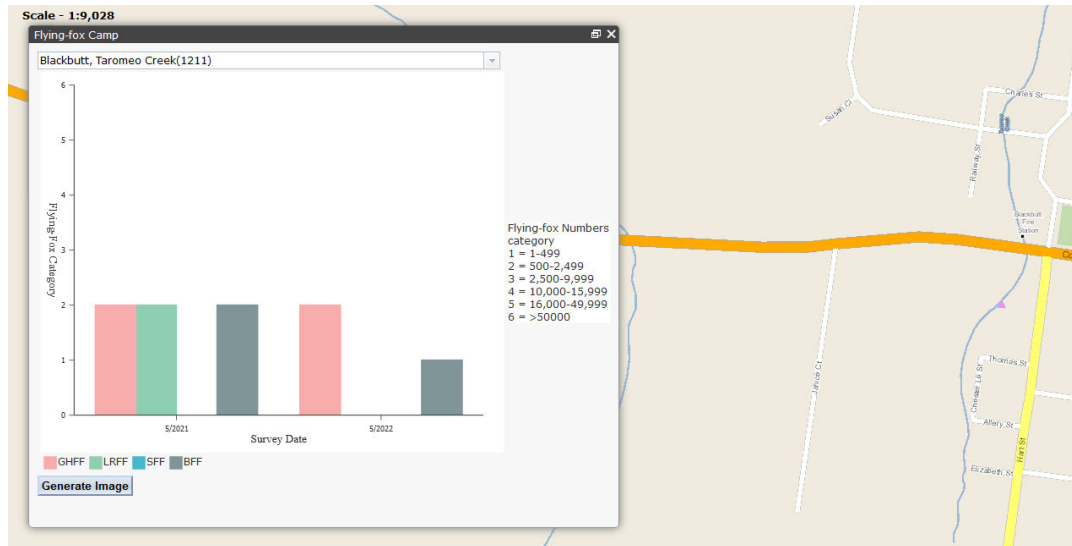 Scale - 1:9,028
Flying-fox Camp
Blackbutt, Taromeo Creek(1211)
6
5
4
3
2
1
0
Flying-Fox Category
5/2021
5/2022
Survey Date
GHFF LRFF SFF BFF
Generate Image
Flying-fox Numbers
category
1 = 1-499
2 = 500-2,499
3 = 2,500-9,999
4 = 10,000-15,999
5 = 16,000-49,999
6 = >50000
Charles St
Susan Ct
Railway St
Blackbutt
Fire
Station
Co
Janice Ct
Thomas St
Allery St
Elizabeth St
Hart St